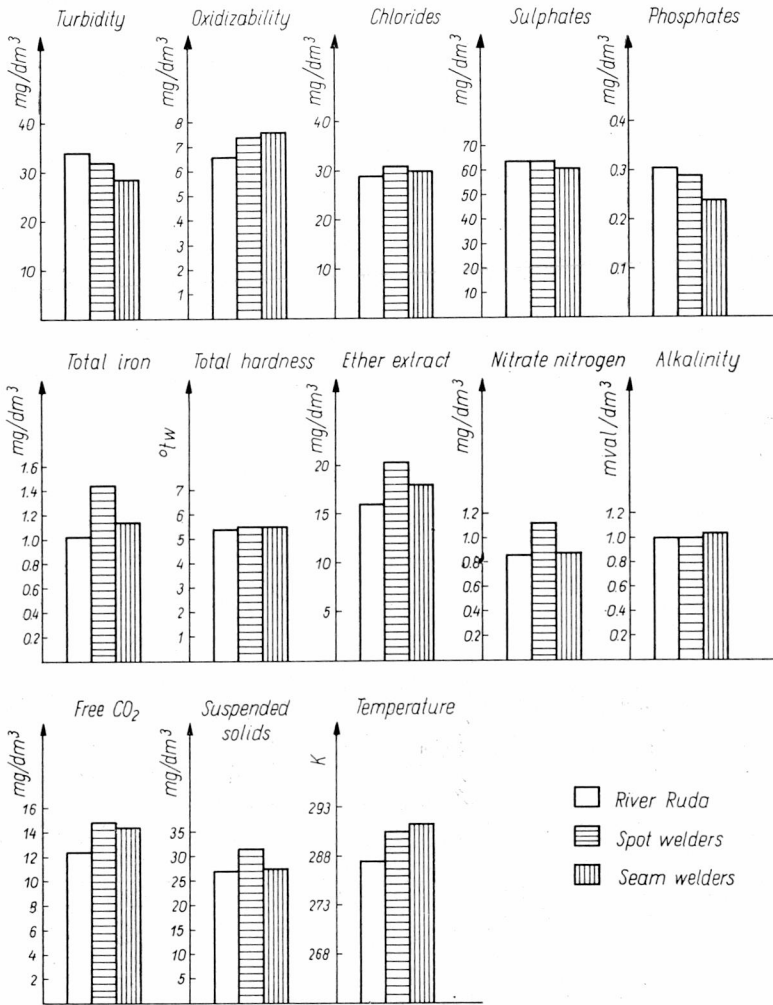 Turbidity
mg/dm³
40
30
20
10
Oxidizability
mg/dm³
8
7
6
5
4
3
2
1
Chlorides
mg/dm³
40
30
20
10
Sulphates
mg/dm³
70
60
50
40
30
20
10
Phosphates
mg/dm³
0.4
0.3
0.2
0.1
Total iron
mg/dm³
1.6
1.4
1.2
1.0
0.8
0.6
0.4
0.2
Total hardness
°tw
7
6
5
4
3
2
1
Ether extract
mg/dm³
20
15
10
5
Nitrate nitrogen
mg/dm³
1.2
1.0
0.8
0.6
0.4
0.2
Alkalinity
mval/dm³
1.2
1.0
0.8
0.6
0.4
0.2
Free CO₂
mg/dm³
16
14
12
10
8
6
4
2
Suspended
solids
mg/dm³
35
30
25
20
15
10
5
Temperature
K
293
288
273
268
River Ruda
Spot welders
Seam welders